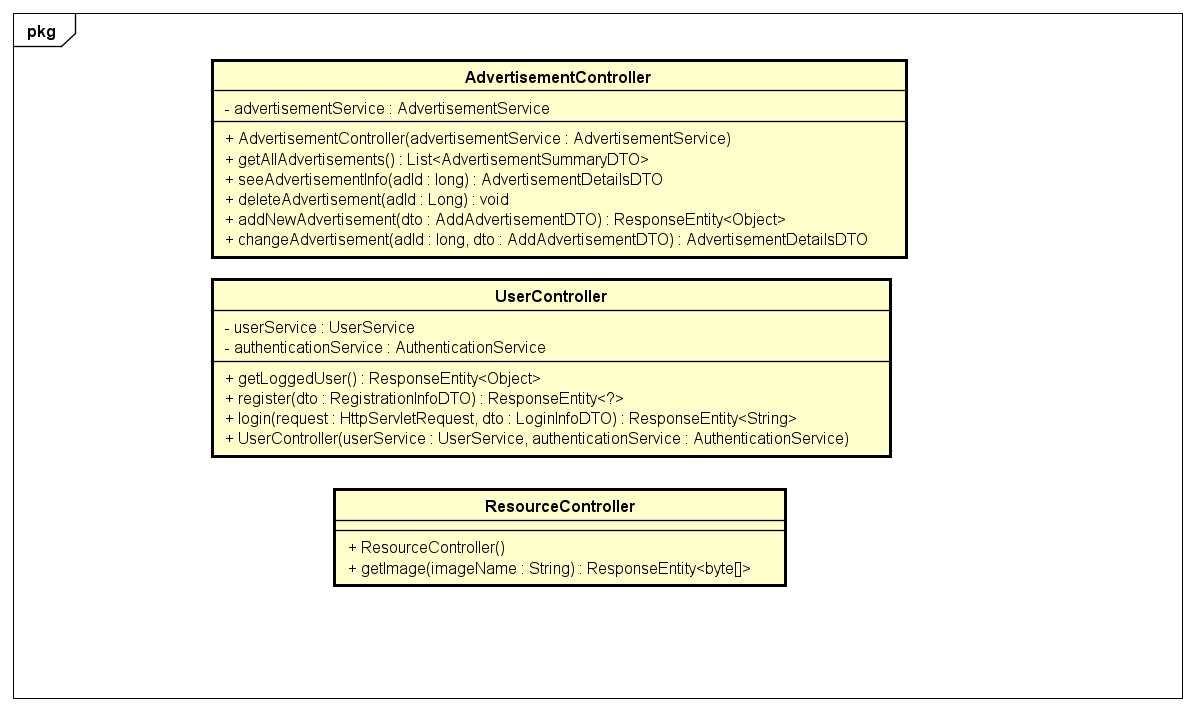 pkg
AdvertisementController
- advertisementService : AdvertisementService
+ AdvertisementController(advertisementService : AdvertisementService)
+ getAllAdvertisements() : List<AdvertisementSummaryDTO>
+ seeAdvertisementInfo(adId : long) : AdvertisementDetailsDTO
+ deleteAdvertisement(adId : Long) : void
+ addNewAdvertisement(dto : AddAdvertisementDTO) : ResponseEntity<Object>
+ changeAdvertisement(adId : long, dto : AddAdvertisementDTO) : AdvertisementDetailsDTO
UserController
- userService : UserService
- authenticationService : AuthenticationService
+ getLoggedUser() : ResponseEntity<Object>
+ register(dto : RegistrationInfoDTO) : ResponseEntity<?>
+ login(request : HttpServletRequest, dto : LoginInfoDTO) : ResponseEntity<String>
+ UserController(userService : UserService, authenticationService : AuthenticationService)
ResourceController
+ ResourceController()
+ getImage(imageName : String) : ResponseEntity<byte[]>